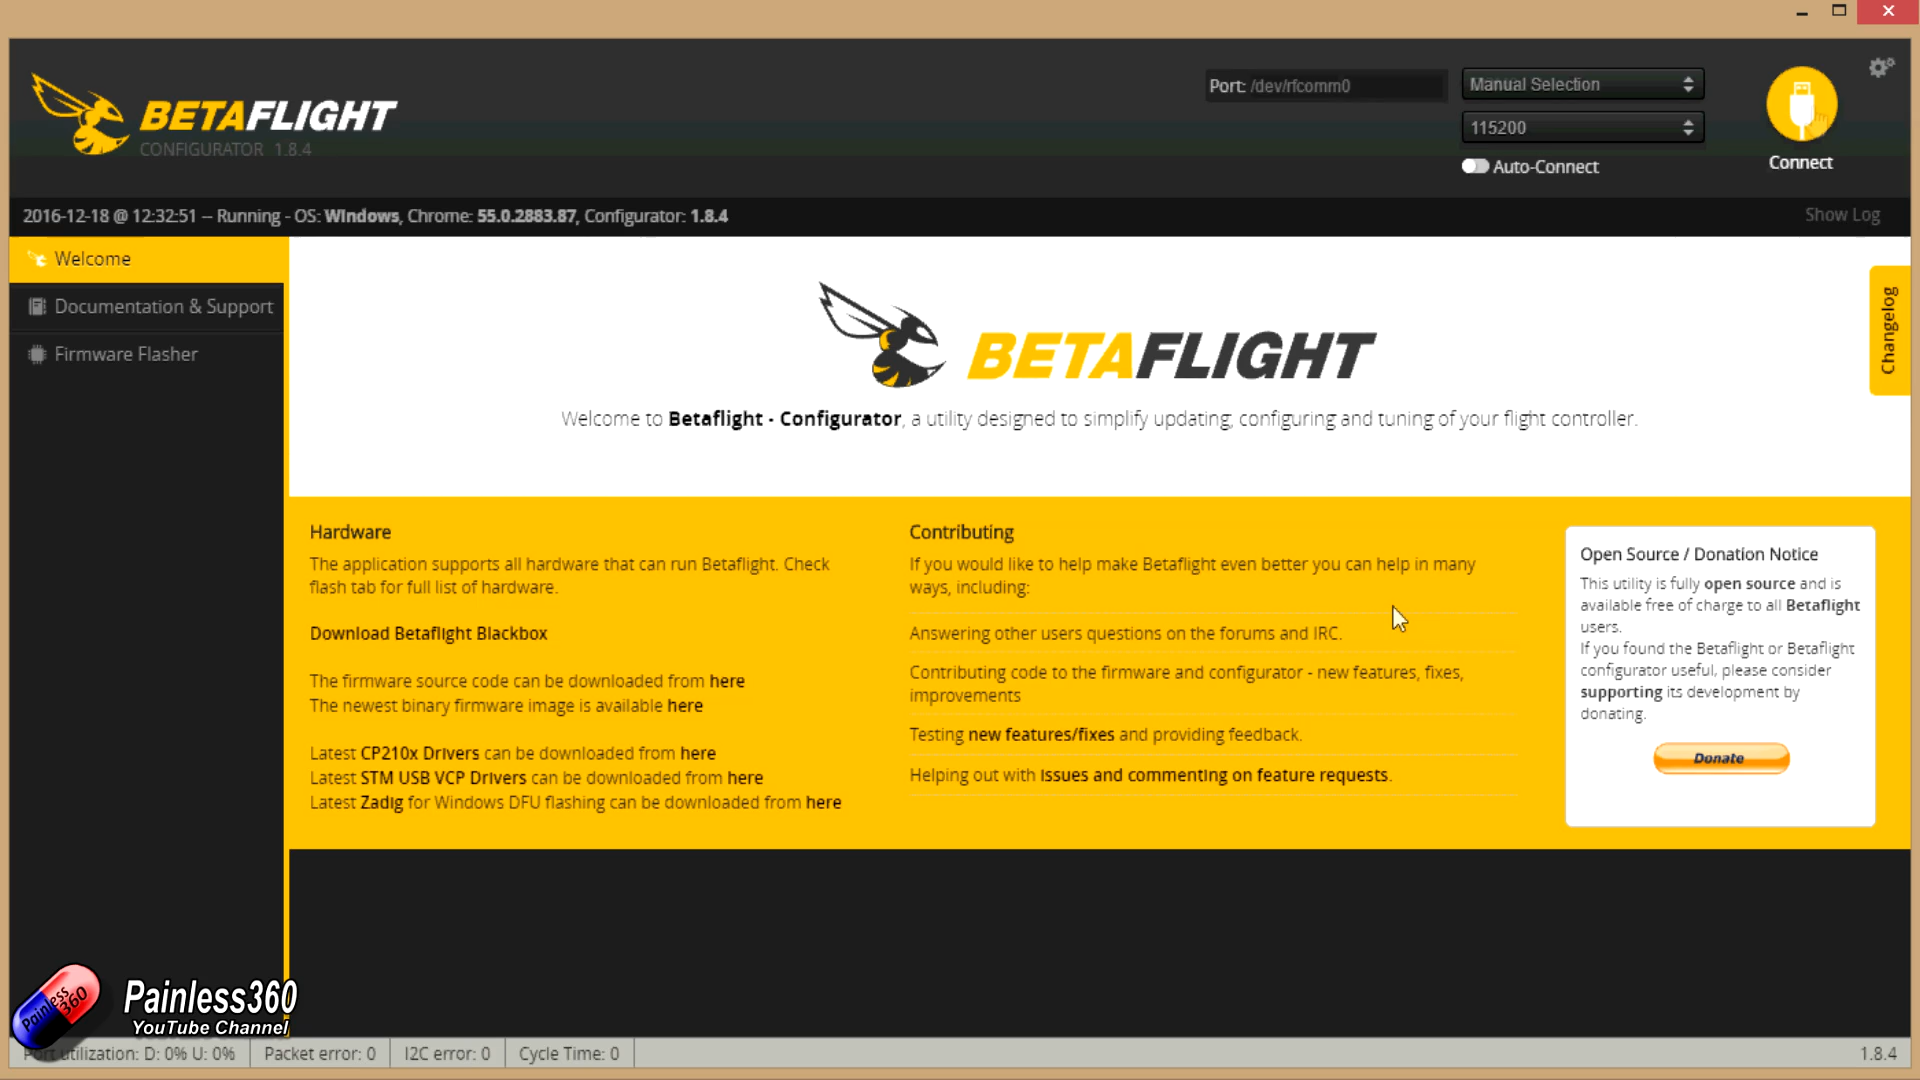 BETAFLIGHT
CONFIGURATOR 1.8.4
Port: /dev/rfcomm0
Manual Selection
115200
Auto-Connect
Connect
2016-12-18 @ 12:32:51 -- Running - OS: Windows, Chrome: 55.0.2883.87, Configurator: 1.8.4
Show Log
Welcome
Documentation & Support
Firmware Flasher
BETAFLIGHT
Welcome to Betaflight - Configurator, a utility designed to simplify updating, configuring and tuning of your flight controller.
Changelog
Hardware
The application supports all hardware that can run Betaflight. Check
flash tab for full list of hardware.
Download Betaflight Blackbox
The firmware source code can be downloaded from here
The newest binary firmware image is available here
Latest CP210x Drivers can be downloaded from here
Latest STM USB VCP Drivers can be downloaded from here
Latest Zadig for Windows DFU flashing can be downloaded from here
Contributing
If you would like to help make Betaflight even better you can help in many
ways, including:
Answering other users questions on the forums and IRC.
Contributing code to the firmware and configurator - new features, fixes,
improvements
Testing new features/fixes and providing feedback.
Helping out with issues and commenting on feature requests.
Open Source / Donation Notice
This utility is fully open source and is
available free of charge to all Betaflight
users.
If you found the Betaflight or Betaflight
configurator useful, please consider
supporting its development by
donating.
Donate
Painless
360
Painless360
YouTube Channel
Port utilization: D: 0% U: 0%
Packet error: 0
I2C error: 0
Cycle Time: 0
1.8.4